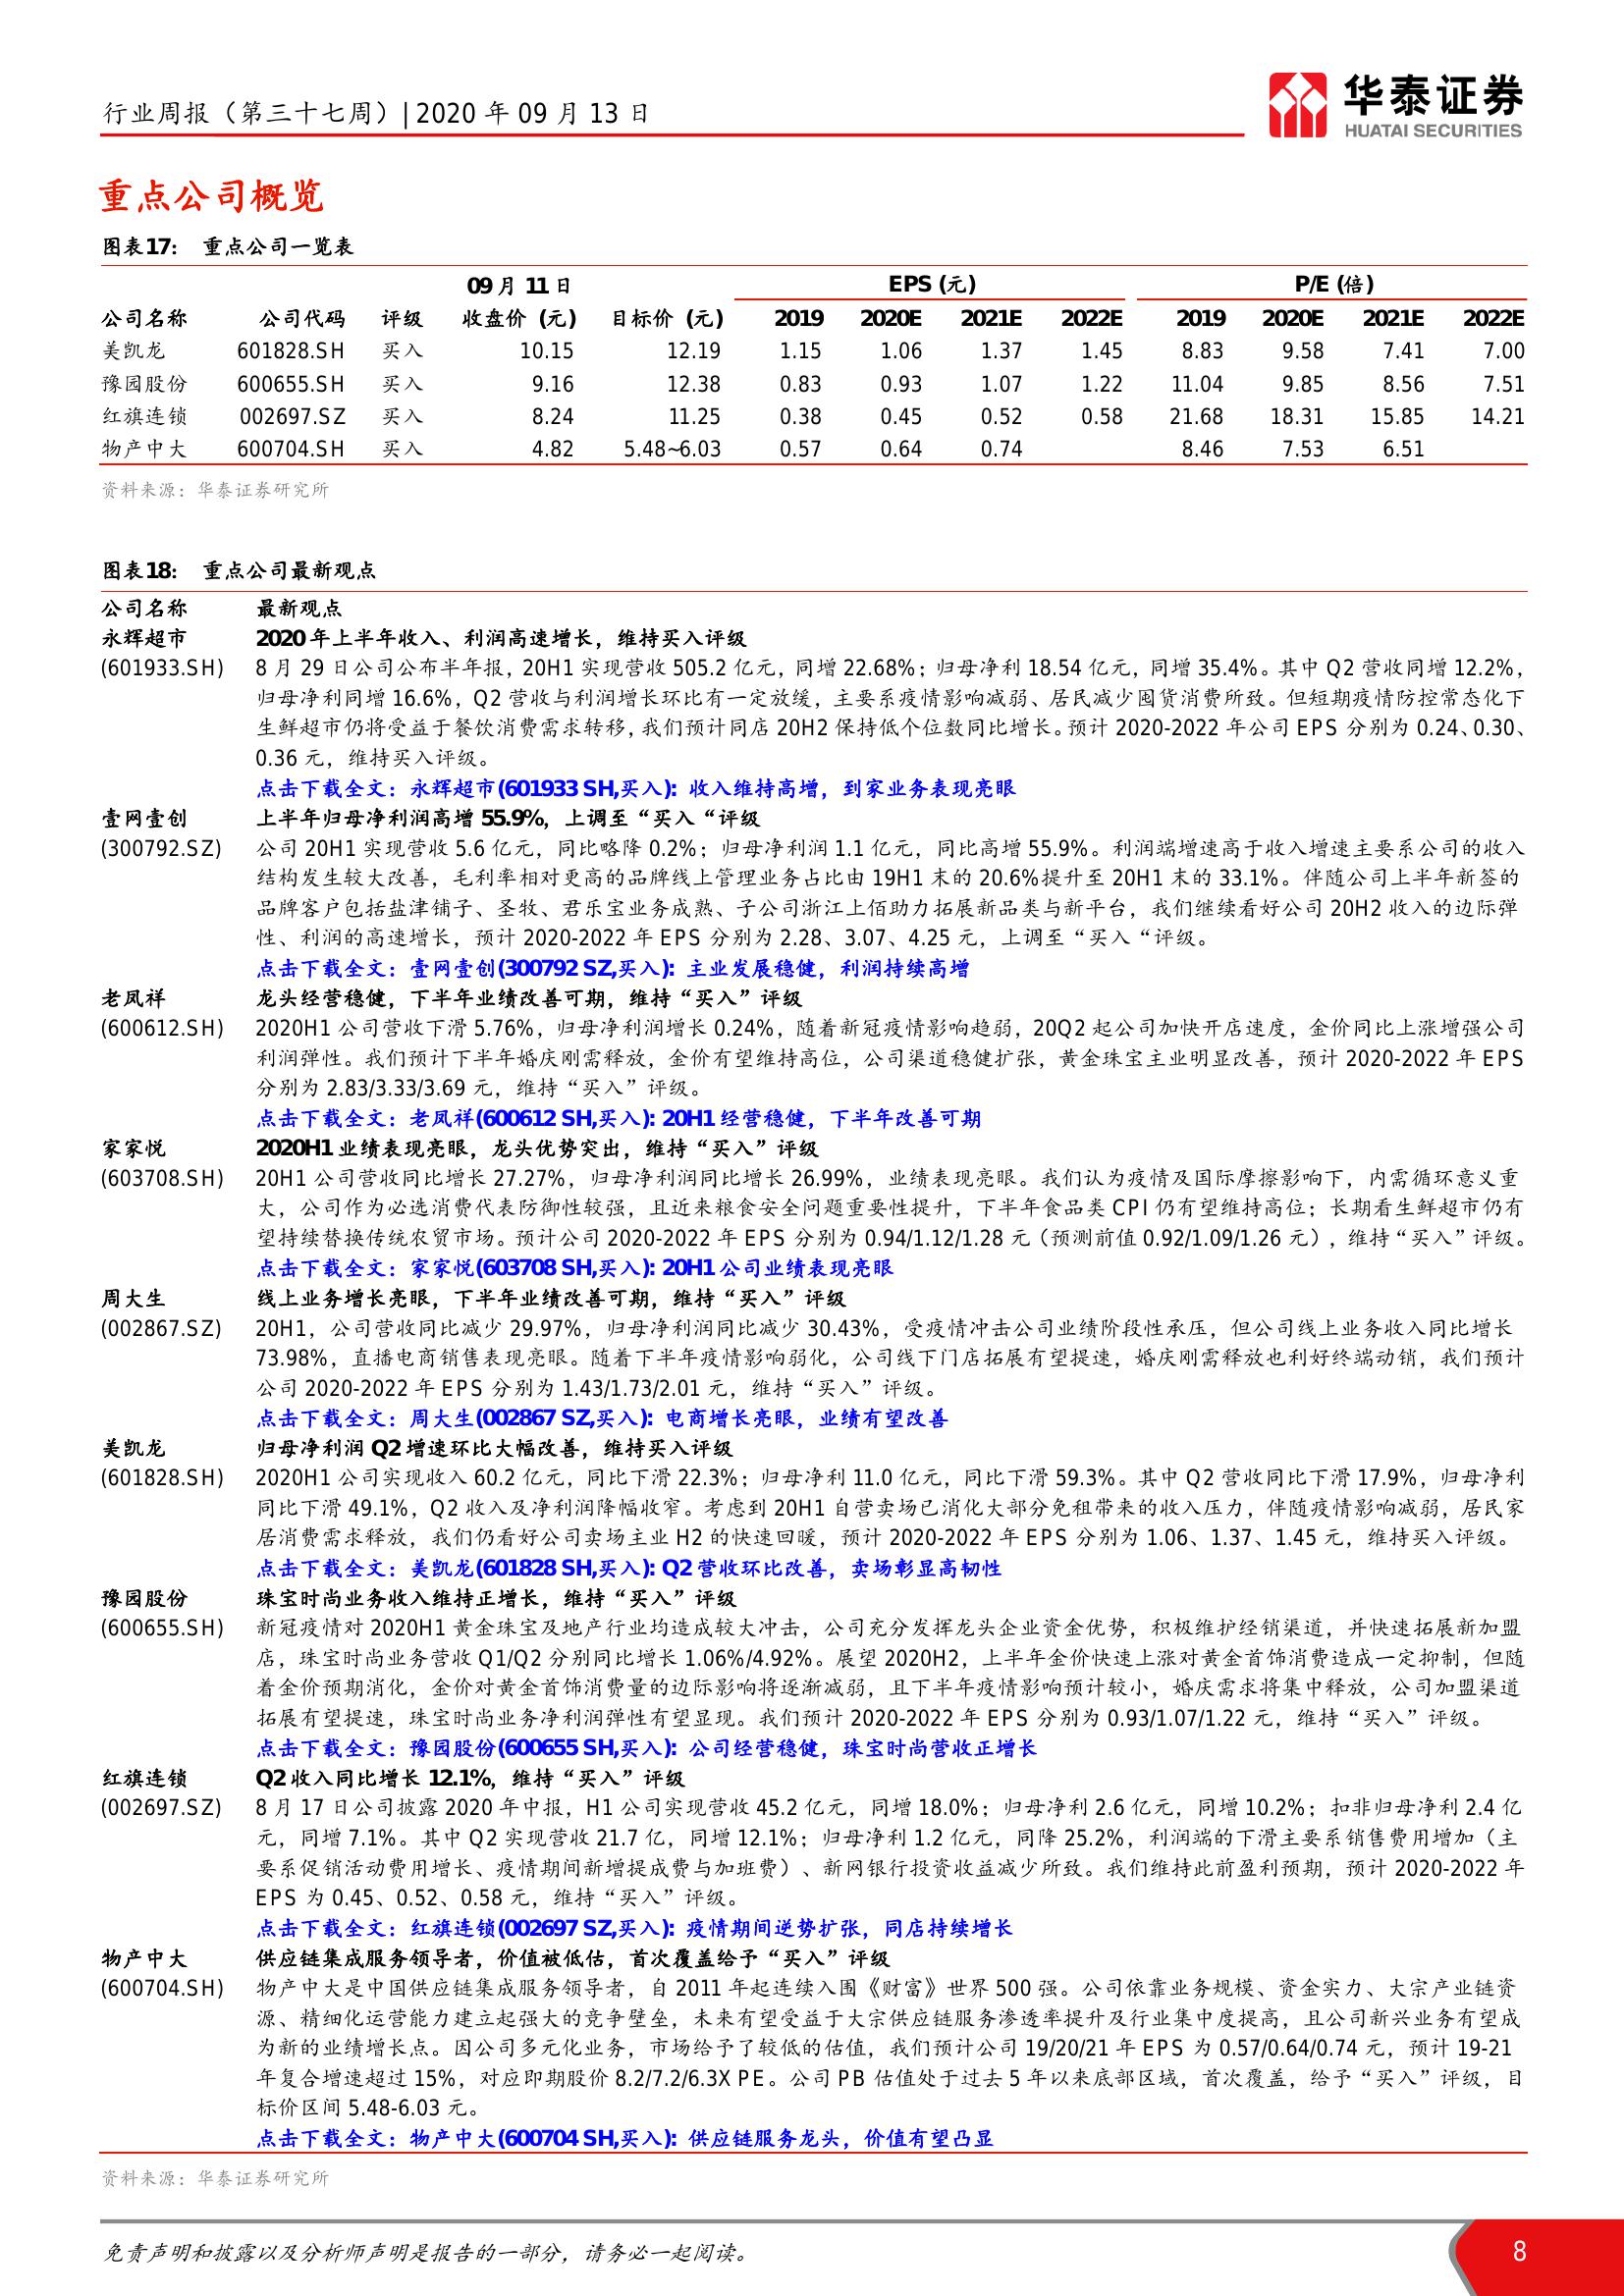 行业周报（第三十七周）| 2020 年 09 月 13 日
华泰证券
HUATAI SECURITIES
重点公司概览
图表17： 重点公司一览表
09 月 11 日 EPS (元) P/E (倍)
公司名称 公司代码 评级 收盘价 (元) 目标价 (元) 2019 2020E 2021E 2022E 2019 2020E 2021E 2022E
美凯龙 601828.SH 买入 10.15 12.19 1.15 1.06 1.37 1.45 8.83 9.58 7.41 7.00
豫园股份 600655.SH 买入 9.16 12.38 0.83 0.93 1.07 1.22 11.04 9.85 8.56 7.51
红旗连锁 002697.SZ 买入 8.24 11.25 0.38 0.45 0.52 0.58 21.68 18.31 15.85 14.21
物产中大 600704.SH 买入 4.82 5.48~6.03 0.57 0.64 0.74 8.46 7.53 6.51
资料来源：华泰证券研究所
图表18： 重点公司最新观点
公司名称 最新观点
永辉超市 2020 年上半年收入、利润高速增长，维持买入评级
(601933.SH) 8 月 29 日公司公布半年报，20H1 实现营收 505.2 亿元，同增 22.68%；归母净利 18.54 亿元，同增 35.4%。其中 Q2 营收同增 12.2%，
归母净利同增 16.6%，Q2 营收与利润增长环比有一定放缓，主要系疫情影响减弱、居民减少囤货消费所致。但短期疫情防控常态化下
生鲜超市仍将受益于餐饮消费需求转移，我们预计同店 20H2 保持低个位数同比增长。预计 2020-2022 年公司 EPS 分别为 0.24、0.30、
0.36 元，维持买入评级。
点击下载全文：永辉超市(601933 SH,买入): 收入维持高增，到家业务表现亮眼
壹网壹创 上半年归母净利润高增 55.9%，上调至“买入“评级
(300792.SZ) 公司 20H1 实现营收 5.6 亿元，同比略降 0.2%；归母净利润 1.1 亿元，同比高增 55.9%。利润端增速高于收入增速主要系公司的收入
结构发生较大改善，毛利率相对更高的品牌线上管理业务占比由 19H1 末的 20.6%提升至 20H1 末的 33.1%。伴随公司上半年新签的
品牌客户包括盐津铺子、圣牧、君乐宝业务成熟、子公司浙江上佰助力拓展新品类与新平台，我们继续看好公司 20H2 收入的边际弹
性、利润的高速增长，预计 2020-2022 年 EPS 分别为 2.28、3.07、4.25 元，上调至“买入“评级。
点击下载全文：壹网壹创(300792 SZ,买入): 主业发展稳健，利润持续高增
老凤祥 龙头经营稳健，下半年业绩改善可期，维持“买入”评级
(600612.SH) 2020H1 公司营收下滑 5.76%，归母净利润增长 0.24%，随着新冠疫情影响趋弱，20Q2 起公司加快开店速度，金价同比上涨增强公司
利润弹性。我们预计下半年婚庆刚需释放，金价有望维持高位，公司渠道稳健扩张，黄金珠宝主业明显改善，预计 2020-2022 年 EPS
分别为 2.83/3.33/3.69 元，维持“买入”评级。
点击下载全文：老凤祥(600612 SH,买入): 20H1 经营稳健，下半年改善可期
家家悦 2020H1 业绩表现亮眼，龙头优势突出，维持“买入”评级
(603708.SH) 20H1 公司营收同比增长 27.27%，归母净利润同比增长 26.99%，业绩表现亮眼。我们认为疫情及国际摩擦影响下，内需循环意义重
大，公司作为必选消费代表防御性较强，且近来粮食安全问题重要性提升，下半年食品类 CPI 仍有望维持高位；长期看生鲜超市仍有
望持续替换传统农贸市场。预计公司 2020-2022 年 EPS 分别为 0.94/1.12/1.28 元（预测前值 0.92/1.09/1.26 元），维持“买入”评级。
点击下载全文：家家悦(603708 SH,买入): 20H1 公司业绩表现亮眼
周大生 线上业务增长亮眼，下半年业绩改善可期，维持“买入”评级
(002867.SZ) 20H1，公司营收同比减少 29.97%，归母净利润同比减少 30.43%，受疫情冲击公司业绩阶段性承压，但公司线上业务收入同比增长
73.98%，直播电商销售表现亮眼。随着下半年疫情影响弱化，公司线下门店拓展有望提速，婚庆刚需释放也利好终端动销，我们预计
公司 2020-2022 年 EPS 分别为 1.43/1.73/2.01 元，维持“买入”评级。
点击下载全文：周大生(002867 SZ,买入): 电商增长亮眼，业绩有望改善
美凯龙 归母净利润 Q2 增速环比大幅改善，维持买入评级
(601828.SH) 2020H1 公司实现收入 60.2 亿元，同比下滑 22.3%；归母净利 11.0 亿元，同比下滑 59.3%。其中 Q2 营收同比下滑 17.9%，归母净利
同比下滑 49.1%，Q2 收入及净利润降幅收窄。考虑到 20H1 自营卖场已消化大部分免租带来的收入压力，伴随疫情影响减弱，居民家
居消费需求释放，我们仍看好公司卖场主业 H2 的快速回暖，预计 2020-2022 年 EPS 分别为 1.06、1.37、1.45 元，维持买入评级。
点击下载全文：美凯龙(601828 SH,买入): Q2 营收环比改善，卖场彰显高韧性
豫园股份 珠宝时尚业务收入维持正增长，维持“买入”评级
(600655.SH) 新冠疫情对 2020H1 黄金珠宝及地产行业均造成较大冲击，公司充分发挥龙头企业资金优势，积极维护经销渠道，并快速拓展新加盟
店，珠宝时尚业务营收 Q1/Q2 分别同比增长 1.06%/4.92%。展望 2020H2，上半年金价快速上涨对黄金首饰消费造成一定抑制，但随
着金价预期消化，金价对黄金首饰消费量的边际影响将逐渐减弱，且下半年疫情影响预计较小，婚庆需求将集中释放，公司加盟渠道
拓展有望提速，珠宝时尚业务净利润弹性有望显现。我们预计 2020-2022 年 EPS 分别为 0.93/1.07/1.22 元，维持“买入”评级。
点击下载全文：豫园股份(600655 SH,买入): 公司经营稳健，珠宝时尚营收正增长
红旗连锁 Q2 收入同比增长 12.1%，维持“买入”评级
(002697.SZ) 8 月 17 日公司披露 2020 年中报，H1 公司实现营收 45.2 亿元，同增 18.0%；归母净利 2.6 亿元，同增 10.2%；扣非归母净利 2.4 亿
元，同增 7.1%。其中 Q2 实现营收 21.7 亿，同增 12.1%；归母净利 1.2 亿元，同降 25.2%，利润端的下滑主要系销售费用增加（主
要系促销活动费用增长、疫情期间新增提成费与加班费）、新网银行投资收益减少所致。我们维持此前盈利预期，预计 2020-2022 年
EPS 为 0.45、0.52、0.58 元，维持“买入”评级。
点击下载全文：红旗连锁(002697 SZ,买入): 疫情期间逆势扩张，同店持续增长
物产中大 供应链集成服务领导者，价值被低估，首次覆盖给予“买入”评级
(600704.SH) 物产中大是中国供应链集成服务领导者，自 2011 年起连续入围《财富》世界 500 强。公司依靠业务规模、资金实力、大宗产业链资
源、精细化运营能力建立起强大的竞争壁垒，未来有望受益于大宗供应链服务渗透率提升及行业集中度提高，且公司新兴业务有望成
为新的业绩增长点。因公司多元化业务，市场给予了较低的估值，我们预计公司 19/20/21 年 EPS 为 0.57/0.64/0.74 元，预计 19-21
年复合增速超过 15%，对应即期股价 8.2/7.2/6.3X PE。公司 PB 估值处于过去 5 年以来底部区域，首次覆盖，给予“买入”评级，目
标价区间 5.48-6.03 元。
点击下载全文：物产中大(600704 SH,买入): 供应链服务龙头，价值有望凸显
资料来源：华泰证券研究所
免责声明和披露以及分析师声明是报告的一部分，请务必一起阅读。 8